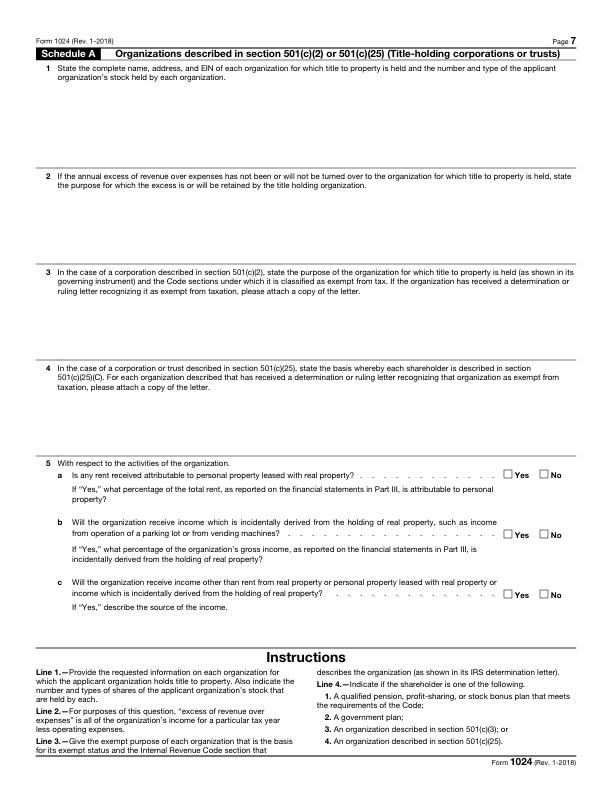 Form 1024 (Rev. 1-2018) Page 7
Schedule A Organizations described in section 501(c)(2) or 501(c)(25) (Title-holding corporations or trusts)
1 State the complete name, address, and EIN of each organization for which title to property is held and the number and type of the applicant
organization's stock held by each organization.
2 If the annual excess of revenue over expenses has not been or will not be turned over to the organization for which title to property is held, state
the purpose for which the excess is or will be retained by the title holding organization.
3 In the case of a corporation described in section 501(c)(2), state the purpose of the organization for which title to property is held (as shown in its
governing instrument) and the Code sections under which it is classified as exempt from tax. If the organization has received a determination or
ruling letter recognizing it as exempt from taxation, please attach a copy of the letter.
4 In the case of a corporation or trust described in section 501(c)(25), state the basis whereby each shareholder is described in section
501(c)(25)(C). For each organization described that has received a determination or ruling letter recognizing that organization as exempt from
taxation, please attach a copy of the letter.
5 With respect to the activities of the organization.
a Is any rent received attributable to personal property leased with real property? . . . . . . . . . . . . Yes No
If "Yes," what percentage of the total rent, as reported on the financial statements in Part III, is attributable to personal
property?
b Will the organization receive income which is incidentally derived from the holding of real property, such as income
from operation of a parking lot or from vending machines? . . . . . . . . . . . . . . . . . . Yes No
If "Yes," what percentage of the organization's gross income, as reported on the financial statements in Part III, is
incidentally derived from the holding of real property?
c Will the organization receive income other than rent from real property or personal property leased with real property or
income which is incidentally derived from the holding of real property? . . . . . . . . . . . . . . Yes No
If "Yes," describe the source of the income.
Instructions
Line 1.—Provide the requested information on each organization for
which the applicant organization holds title to property. Also indicate the
number and types of shares of the applicant organization's stock that
are held by each.
Line 2.—For purposes of this question, "excess of revenue over
expenses" is all of the organization's income for a particular tax year
less operating expenses.
Line 3.—Give the exempt purpose of each organization that is the basis
for its exempt status and the Internal Revenue Code section that
describes the organization (as shown in its IRS determination letter).
Line 4.—Indicate if the shareholder is one of the following.
1. A qualified pension, profit-sharing, or stock bonus plan that meets
the requirements of the Code;
2. A government plan;
3. An organization described in section 501(c)(3); or
4. An organization described in section 501(c)(25).
Form 1024 (Rev. 1-2018)